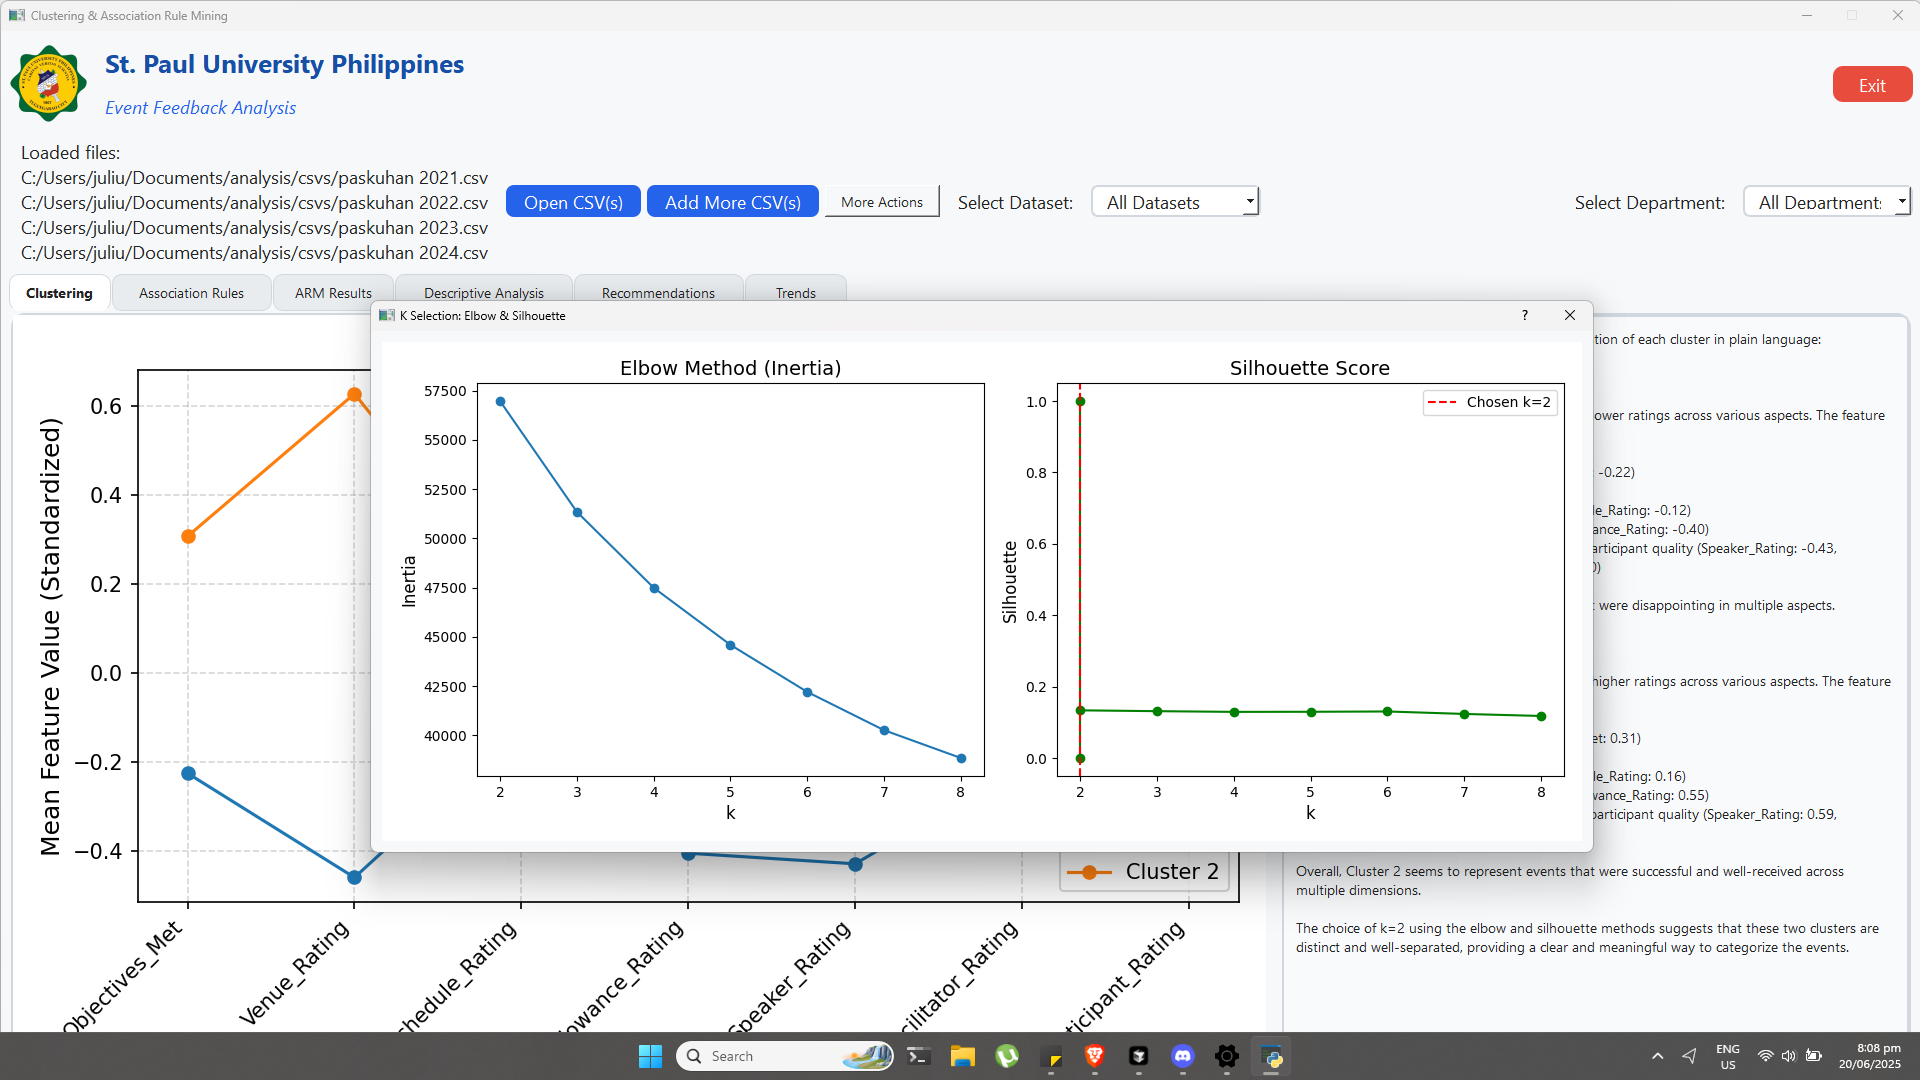 Clustering & Association Rule Mining
St. Paul University Philippines
Event Feedback Analysis
Exit
Loaded files:
C:/Users/juliu/Documents/analysis/csvs/paskuhan 2021.csv
C:/Users/juliu/Documents/analysis/csvs/paskuhan 2022.csv
C:/Users/juliu/Documents/analysis/csvs/paskuhan 2023.csv
C:/Users/juliu/Documents/analysis/csvs/paskuhan 2024.csv
Open CSV(s)
Add More CSV(s)
More Actions
Select Dataset:
All Datasets
Select Department:
All Department
Clustering
Association Rules
ARM Results
Descriptive Analysis
Recommendations
Trends
K Selection: Elbow & Silhouette
?
Elbow Method (Inertia)
57500
55000
52500
50000
47500
45000
42500
40000
Inertia
2 3 4 5 6 7 8
k
Silhouette Score
Chosen k=2
1.0
0.8
0.6
0.4
0.2
0.0
Silhouette
2 3 4 5 6 7 8
k
Mean Feature Value (Standardized)
0.6
0.4
0.2
0.0
−0.2
−0.4
Cluster 2
Objectives_Met
Venue_Rating
chedule_Rating
owance_Rating
Speaker_Rating
cilitator_Rating
ticipant_Rating
tion of each cluster in plain language:
ower ratings across various aspects. The feature
-0.22)
le_Rating: -0.12)
ance_Rating: -0.40)
articipant quality (Speaker_Rating: -0.43,
0)
were disappointing in multiple aspects.
higher ratings across various aspects. The feature
et: 0.31)
le_Rating: 0.16)
wance_Rating: 0.55)
participant quality (Speaker_Rating: 0.59,
Overall, Cluster 2 seems to represent events that were successful and well-received across
multiple dimensions.
The choice of k=2 using the elbow and silhouette methods suggests that these two clusters are
distinct and well-separated, providing a clear and meaningful way to categorize the events.
Search
ENG
US
8:08 pm
20/06/2025